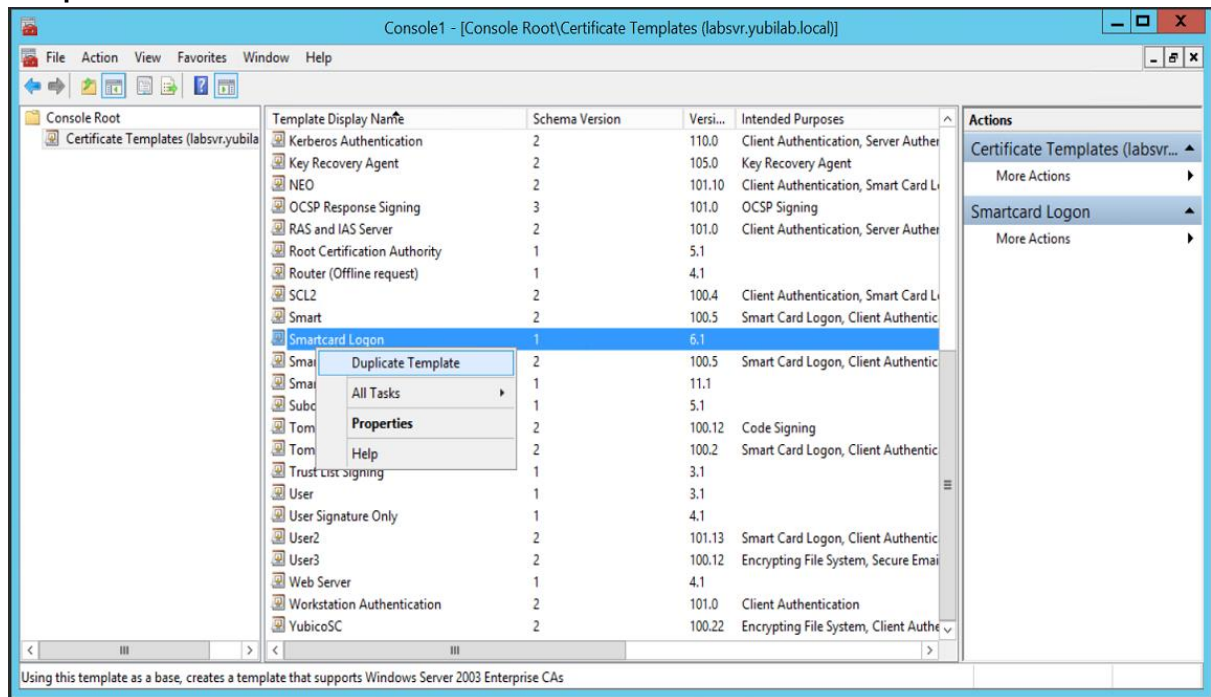 Console1 - [Console Root\Certificate Templates (labsvr.yubilab.local)]
File Action View Favorites Window Help
Console Root
Certificate Templates (labsvr.yubila
Template Display Name Schema Version Versi... Intended Purposes
Kerberos Authentication 2 110.0 Client Authentication, Server Auther
Key Recovery Agent 2 105.0 Key Recovery Agent
NEO 2 101.10 Client Authentication, Smart Card L
OCSP Response Signing 3 101.0 OCSP Signing
RAS and IAS Server 2 101.0 Client Authentication, Server Auther
Root Certification Authority 1 5.1
Router (Offline request) 1 4.1
SCL2 2 100.4 Client Authentication, Smart Card L
Smart 2 100.5 Smart Card Logon, Client Authentic
Smartcard Logon 1 6.1
Smar 2 100.5 Smart Card Logon, Client Authentic
Smar 1 11.1
Subo 1 5.1
Tom 2 100.12 Code Signing
Tom 2 100.2 Smart Card Logon, Client Authentic
Trust List Signing 1 3.1
User 1 3.1
User Signature Only 1 4.1
User2 2 101.13 Smart Card Logon, Client Authentic
User3 2 100.12 Encrypting File System, Secure Emai
Web Server 1 4.1
Workstation Authentication 2 101.0 Client Authentication
YubicoSC 2 100.22 Encrypting File System, Client Authe
Duplicate Template
All Tasks
Properties
Help
Actions
Certificate Templates (labsvr...
More Actions
Smartcard Logon
More Actions
Using this template as a base, creates a template that supports Windows Server 2003 Enterprise CAs